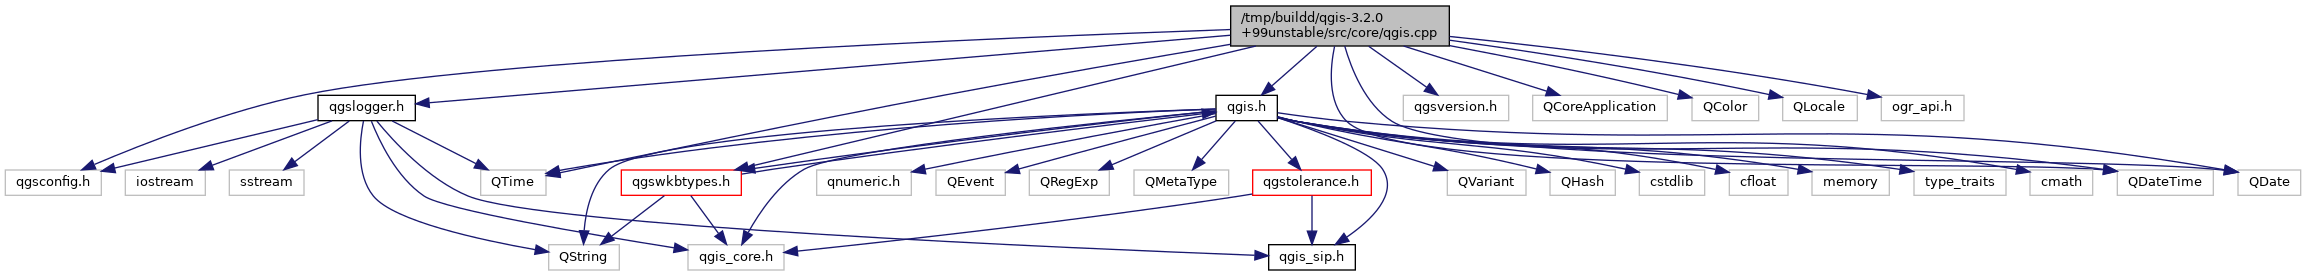 /tmp/buildd/qgis-3.2.0
+99unstable/src/core/qgis.cpp
qgslogger.h
qgis.h
qgsversion.h
QCoreApplication
QColor
QLocale
ogr_api.h
qgsconfig.h
iostream
sstream
QTime
qgswkbtypes.h
qnumeric.h
QEvent
QRegExp
QMetaType
qgstolerance.h
QVariant
QHash
cstdlib
cfloat
memory
type_traits
cmath
QDateTime
QDate
QString
qgis_core.h
qgis_sip.h